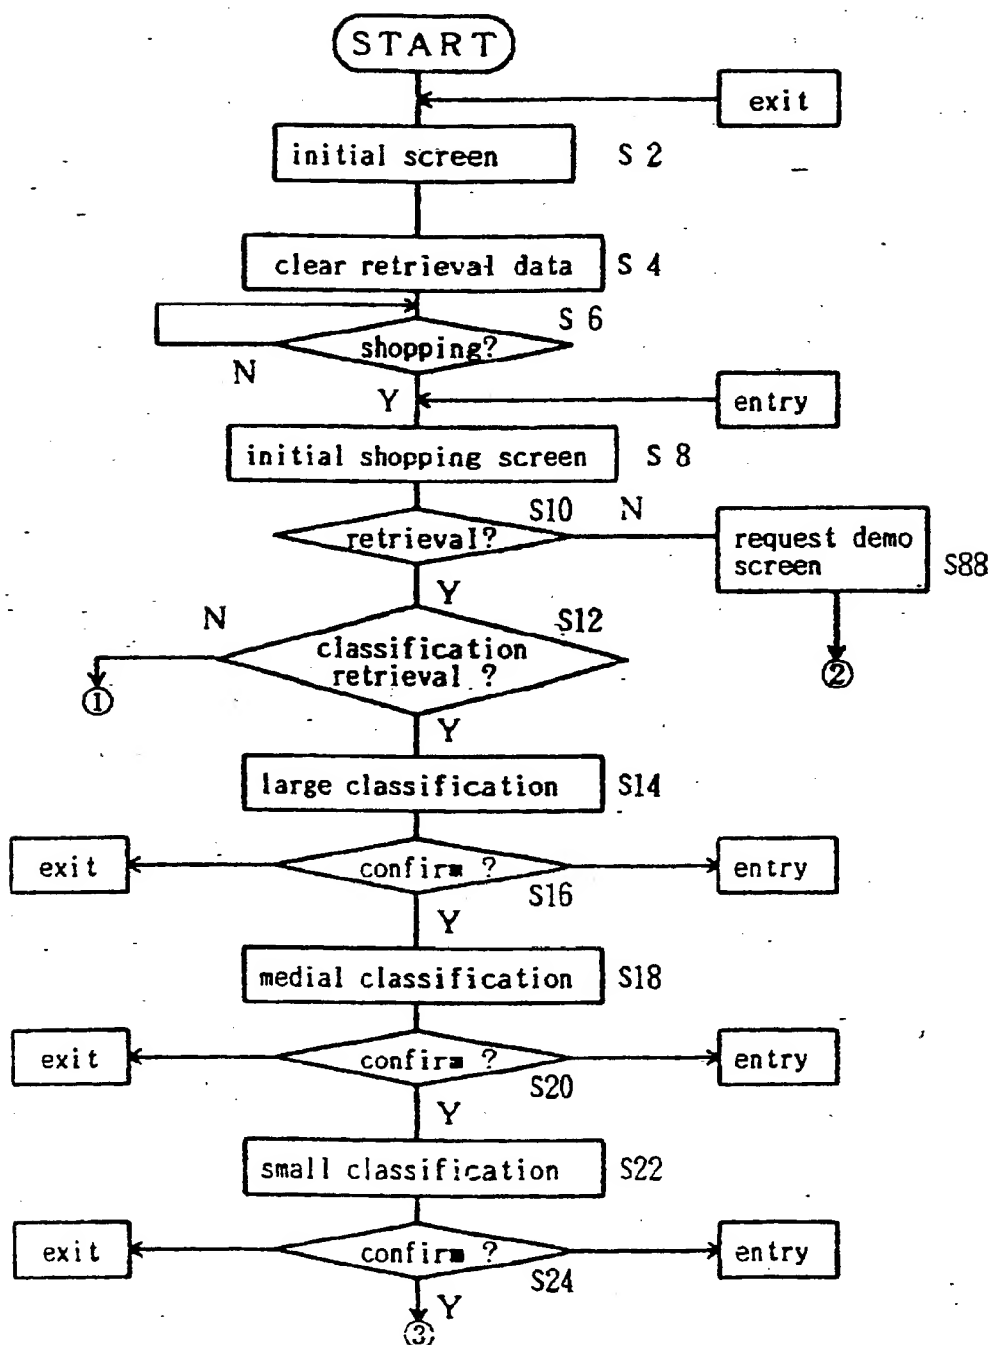 START
exit
initial screen S 2
clear retrieval data S 4
S 6
shopping?
N
Y
entry
initial shopping screen S 8
S10 N
retrieval?
request demo
screen
S88
Y
N
S12
classification
retrieval ?
①
②
Y
large classification S14
exit
confirm ?
entry
S16
Y
medial classification S18
exit
confirm ?
entry
S20
Y
small classification S22
exit
confirm ?
entry
S24
Y
③